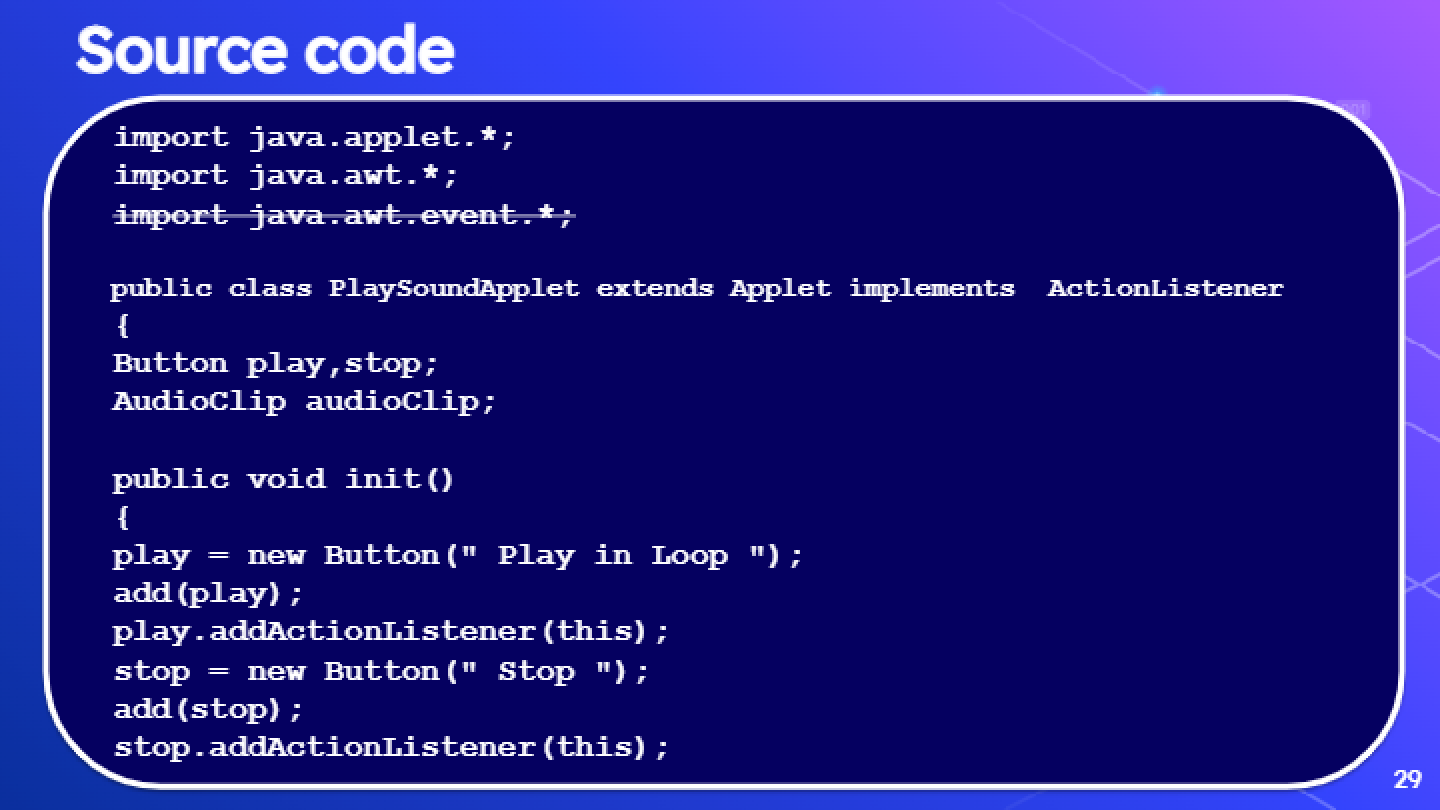 Source code
import java.applet.*;
import java.awt.*;
import java.awt.event.*;
public class PlaySoundApplet extends Applet implements  ActionListener
{
Button play,stop;
AudioClip audioClip;
public void init()
{
play = new Button(" Play in Loop ");
add(play);
play.addActionListener(this);
stop = new Button(" Stop ");
add(stop);
stop.addActionListener(this);
29